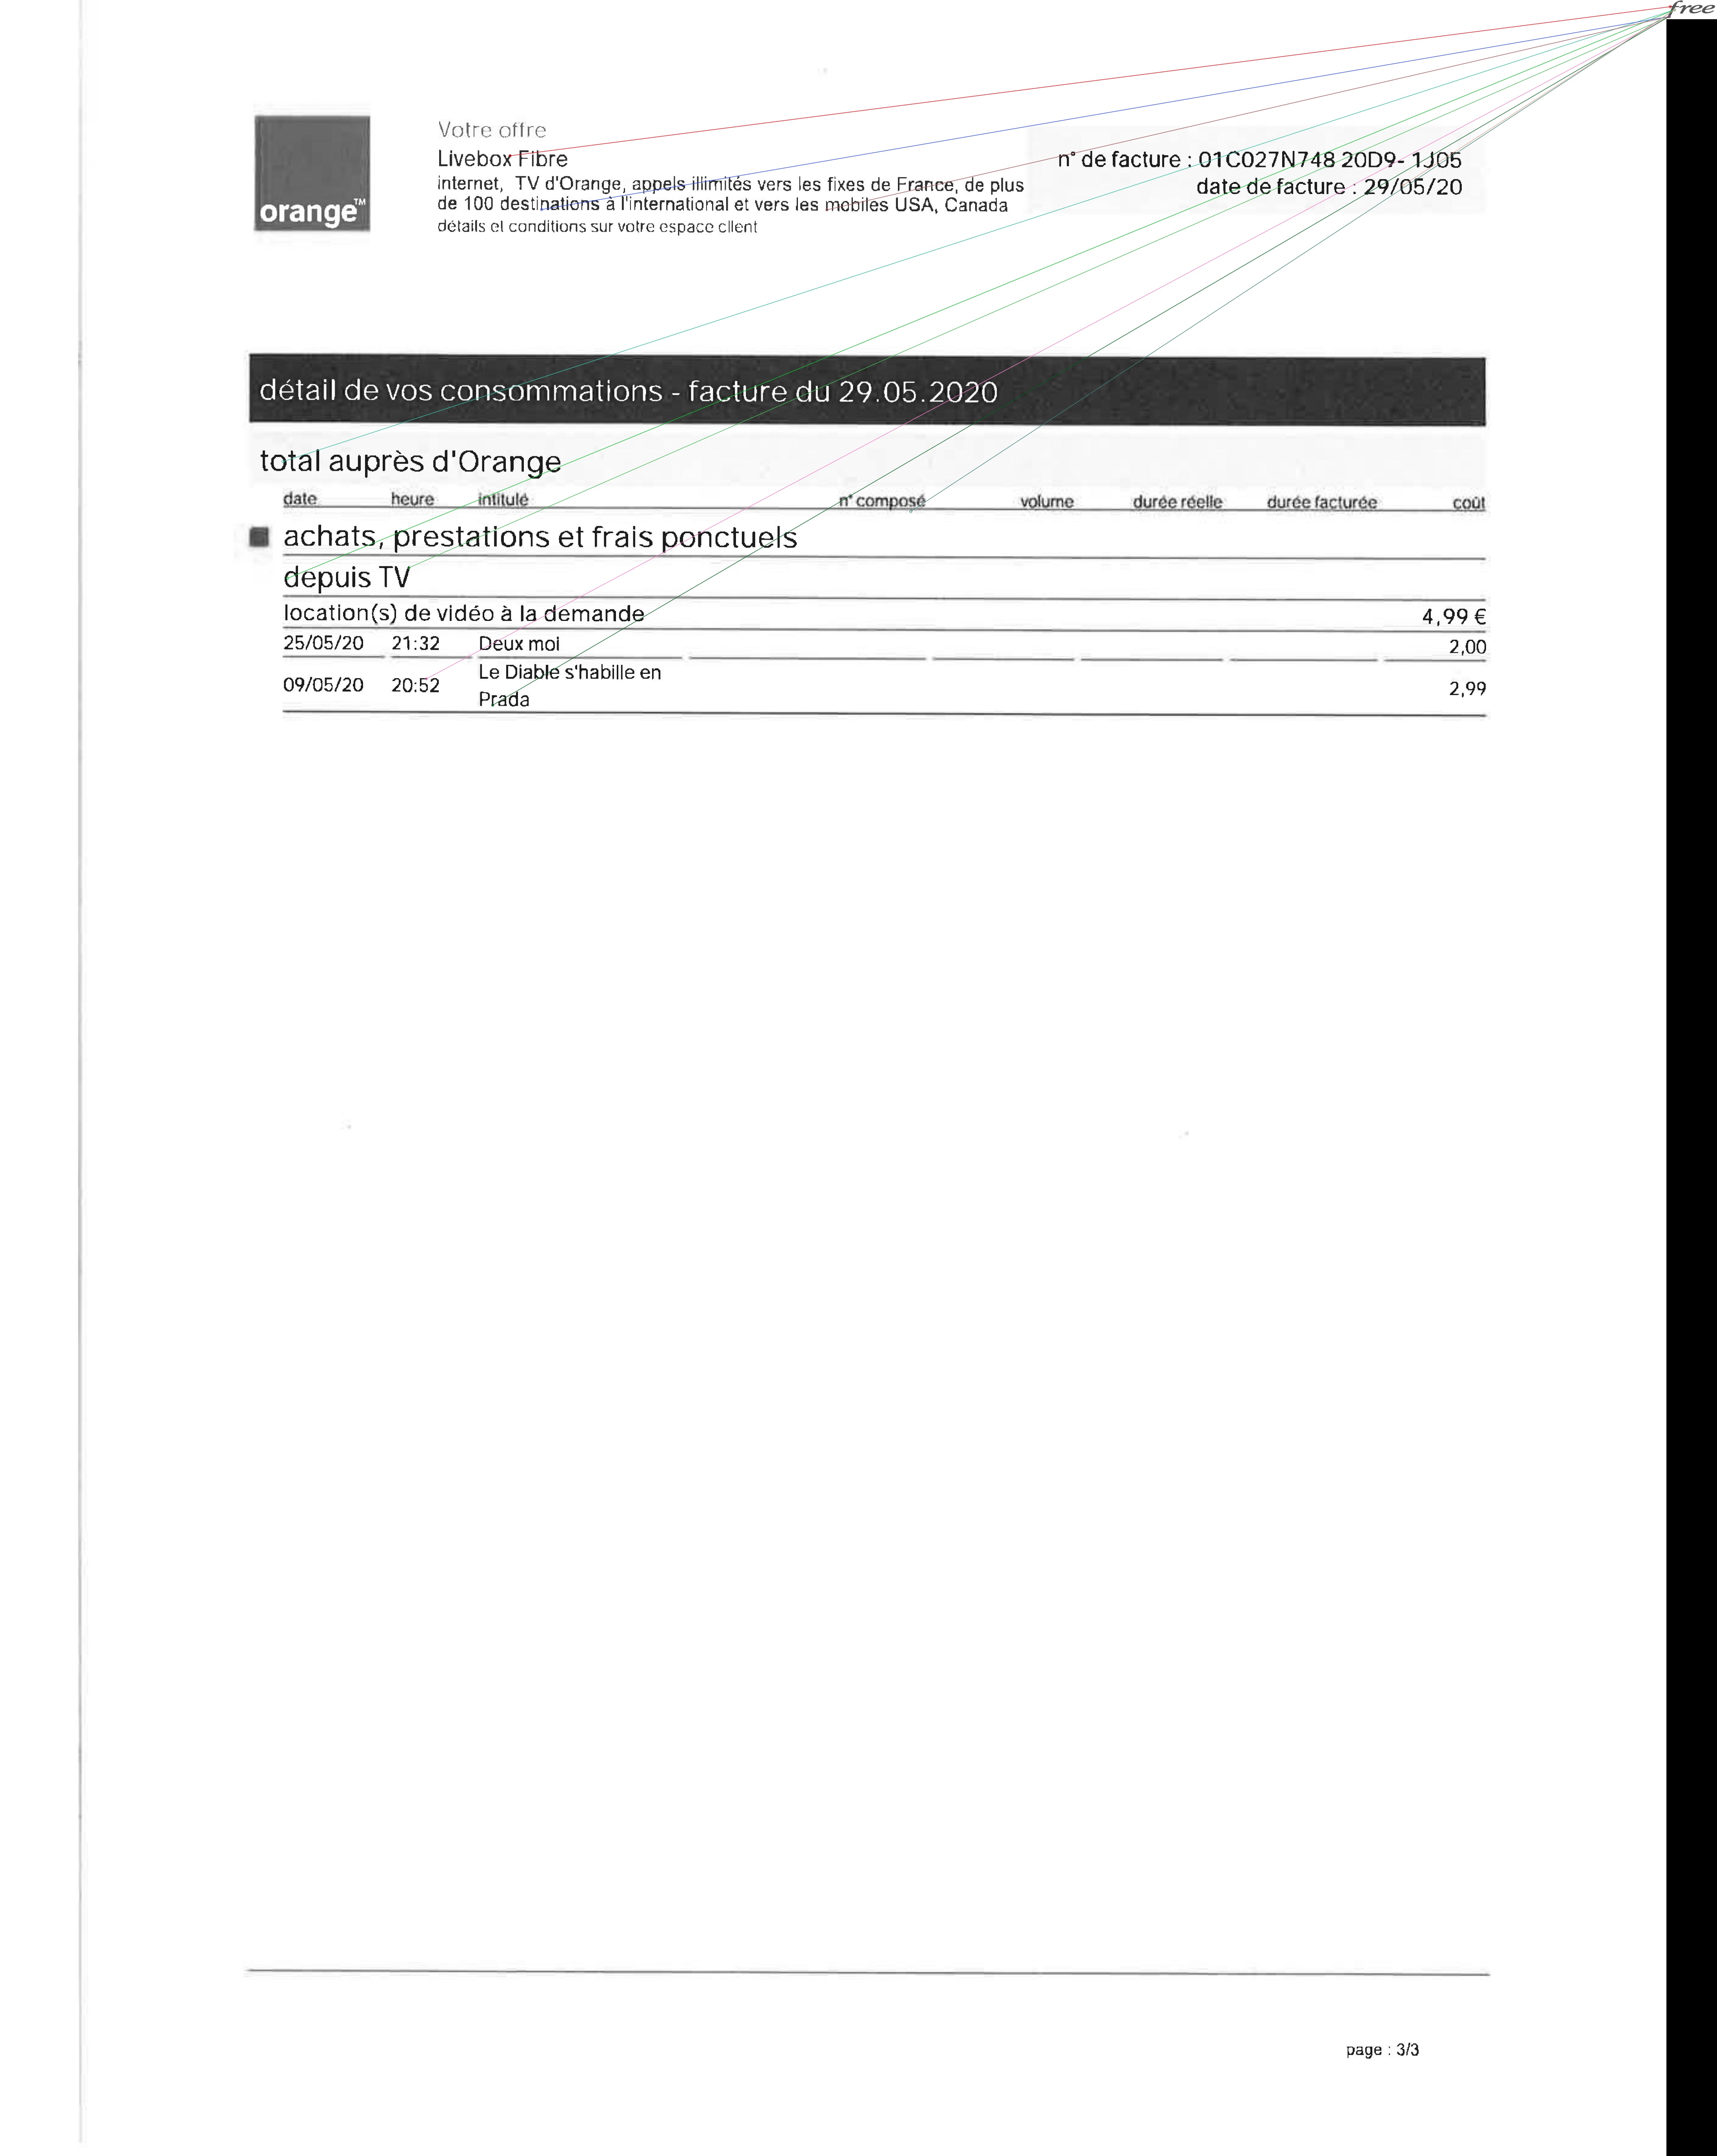 free
Votre offre
Livebox Fibre
internet, TV d'Orange, appels illimités vers les fixes de France, de plus
de 100 destinations à l'international et vers les mobiles USA, Canada
détails et conditions sur votre espace client
n° de facture : 01C027N748 20D9- 1J05
date de facture : 29/05/20
orange™
détail de vos consommations - facture du 29.05.2020
total auprès d'Orange
date heure intitulé n° composé volume durée réelle durée facturée coût
achats, prestations et frais ponctuels
depuis TV
location(s) de vidéo à la demande 4,99 €
25/05/20 21:32 Deux moi 2,00
09/05/20 20:52 Le Diable s'habille en 2,99
Prada
page : 3/3